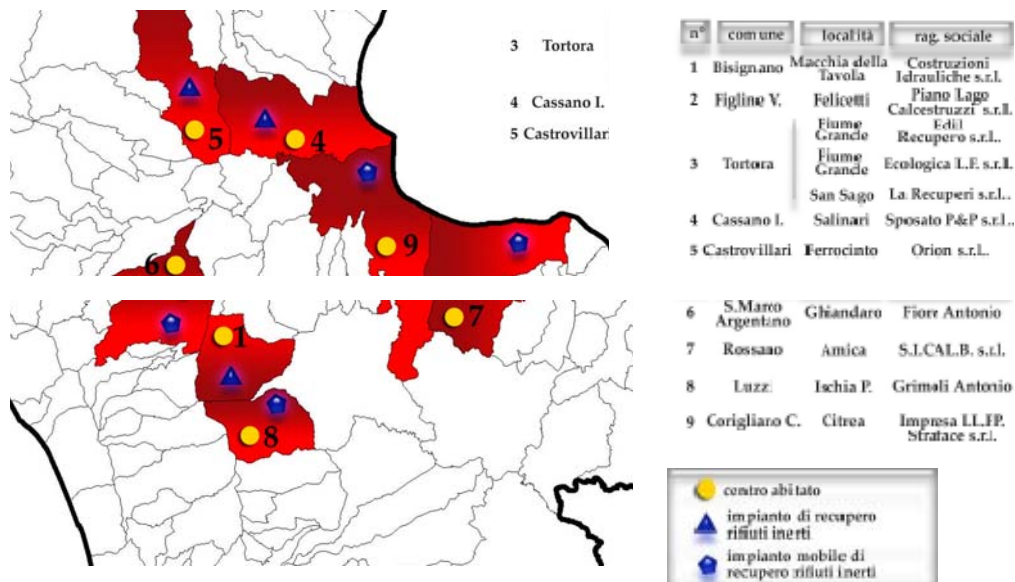 3 Tortora
4 Cassano I.
5 Castrovillari
5
4
9
6
7
1
8
n° comune località rag. sociale
1 Bisignano Macchia della Tavola Costruzioni Idrauliche s.r.l.
2 Figline V. Felicetti Piano Lago Calcestruzzi s.r.l.
3 Tortora
Fiume Grande Edil Recupero s.r.l..
Fiume Grande Ecologica L.F. s.r.l.
San Sago La Recuperi s.r.l..
4 Cassano I. Salinari Sposato P&P s.r.l..
5 Castrovillari Ferrocinto Orion s.r.l.
6 S.Marco Argentano Ghiandaro Fiore Antonio
7 Rossano Amica S.I.CAL.B. s.r.l.
8 Luzzi Ischia P. Grimoli Antonio
9 Corigliano C. Citrea Impresa LL.PP. Strafface s.r.l.
centro abitato
impianto di recupero
rifiuti inerti
impianto mobile di
recupero rifiuti inerti